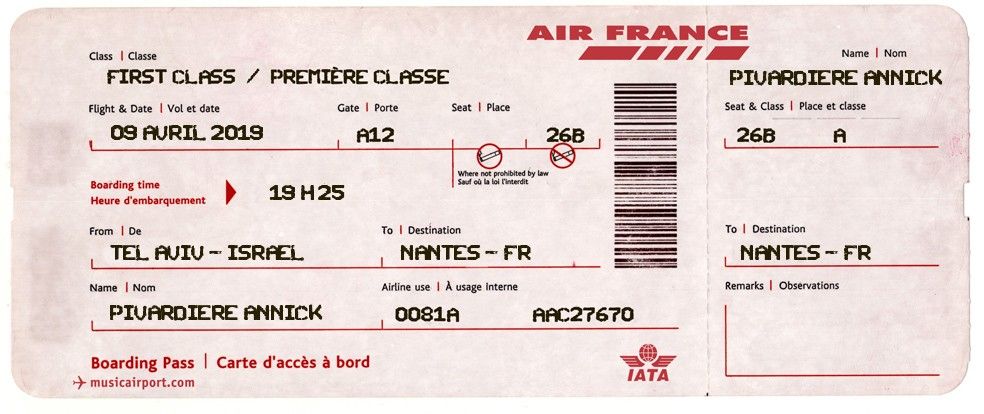 AIR FRANCE
Class | Classe
FIRST CLASS / PREMIÈRE CLASSE
Flight & Date | Vol et date
Gate | Porte
Seat | Place
09 AVRIL 2019
A12
26B
Where not prohibited by law
Sauf où la loi l'interdit
Boarding time
Heure d'embarquement
19 H 25
From | De
To | Destination
TEL AVIV - ISRAEL
NANTES - FR
Name | Nom
Airline use | À usage Interne
PIVARDIERE ANNICK
0081A
AAC27670
Boarding Pass | Carte d'accès à bord
musicairport.com
IATA
Name | Nom
PIVARDIERE ANNICK
Seat & Class | Place et classe
26B
A
To | Destination
NANTES - FR
Remarks | Observations